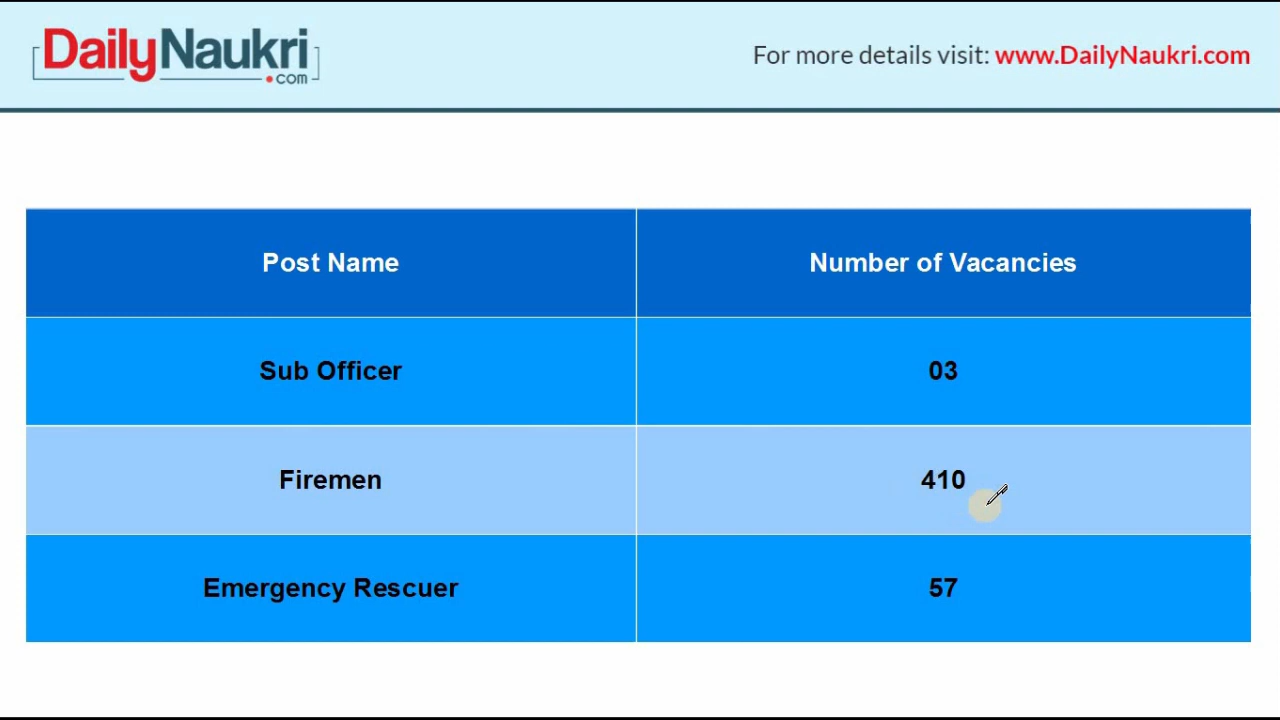 DailyNaukri
.com
For more details visit: www.DailyNaukri.com
Post Name Number of Vacancies
Sub Officer 03
Firemen 410
Emergency Rescuer 57